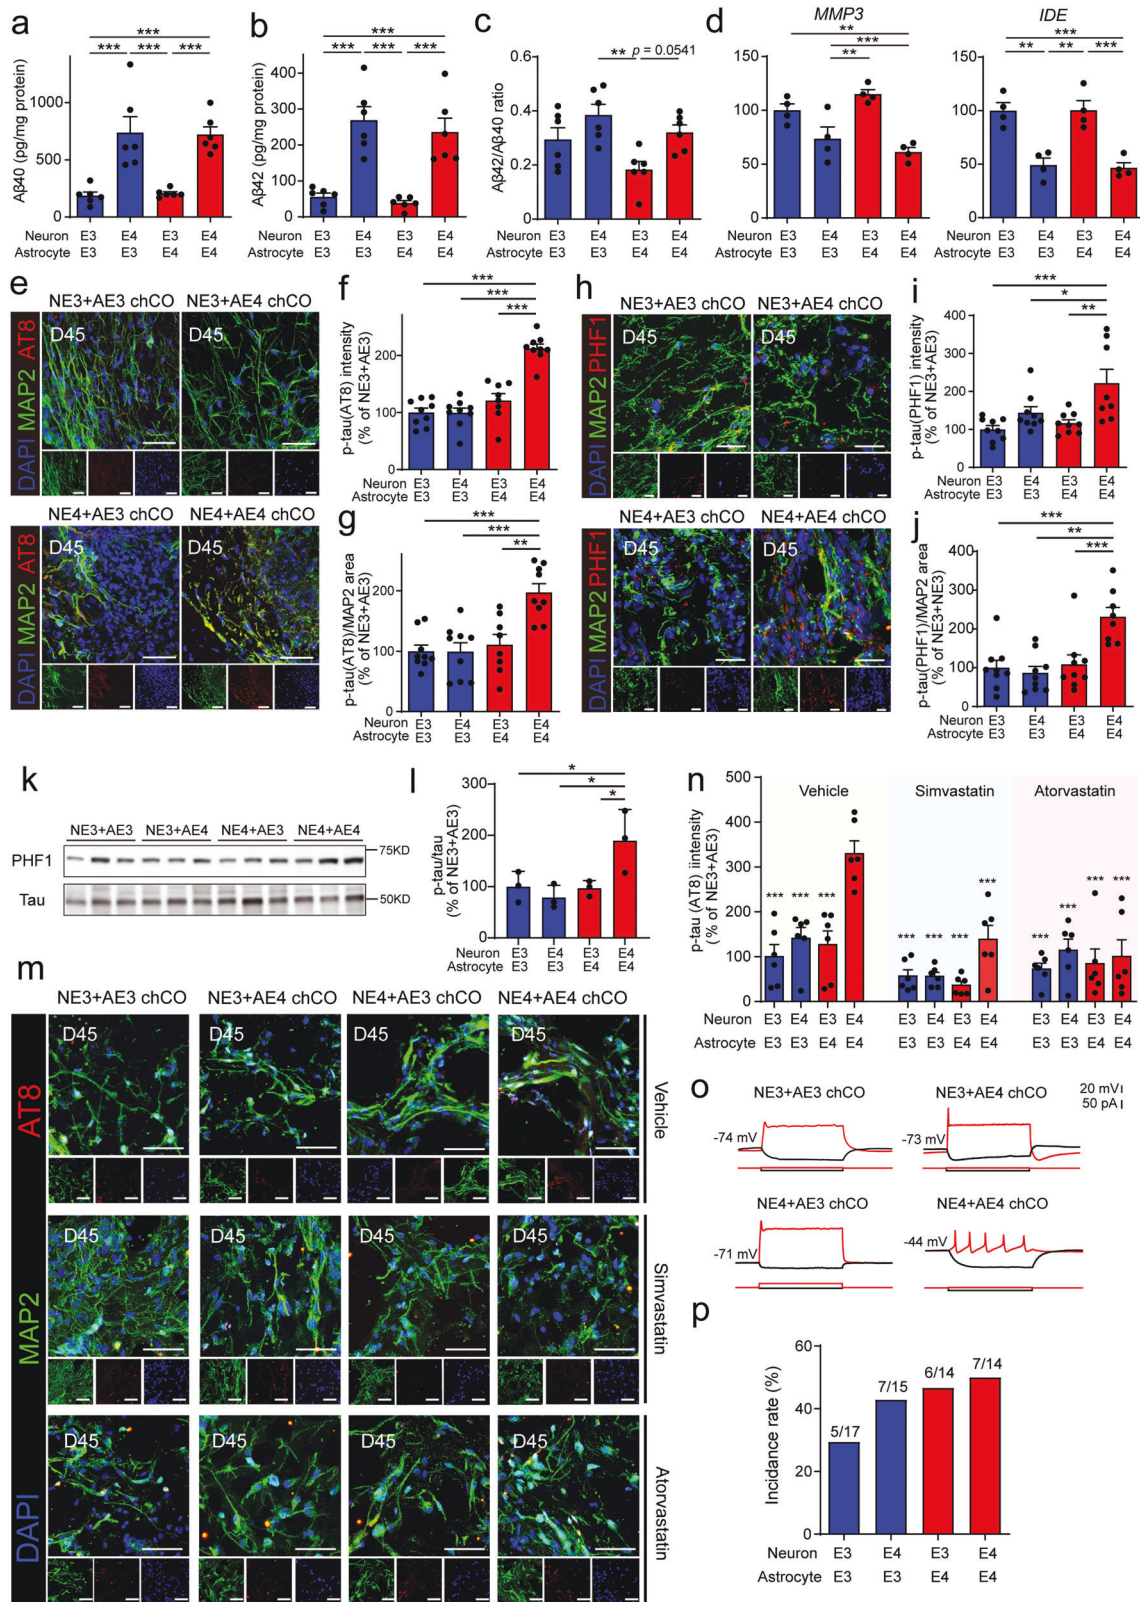 a
Aβ40 (pg/mg protein)
***
*** *** ***
1000
500
0
Neuron E3 E4 E3 E4
Astrocyte E3 E3 E4 E4
b
Aβ42 (pg/mg protein)
***
*** *** ***
400
300
200
100
0
E3 E4 E3 E4
E3 E3 E4 E4
c
Aβ42/Aβ40 ratio
** p = 0.0541
0.6
0.4
0.2
0
E3 E4 E3 E4
E3 E3 E4 E4
d
MMP3
**
***
**
150
100
50
0
Neuron E3 E4 E3 E4
Astrocyte E3 E3 E4 E4
IDE
***
** ** ***
150
100
50
0
E3 E4 E3 E4
E3 E3 E4 E4
e
DAPI MAP2 AT8
NE3+AE3 chCO NE3+AE4 chCO
D45
DAPI MAP2 AT8
NE4+AE3 chCO NE4+AE4 chCO
D45 D45
f
p-tau(AT8) intensity
(% of NE3+AE3)
***
***
***
200
100
0
Neuron E3 E4 E3 E4
Astrocyte E3 E3 E4 E4
g
p-tau(AT8)/MAP2 area
(% of NE3+AE3)
***
***
**
200
100
0
Neuron E3 E4 E3 E4
Astrocyte E3 E3 E4 E4
h
DAPI MAP2 PHF1
NE3+AE3 chCO NE3+AE4 chCO
D45 D45
DAPI MAP2 PHF1
NE4+AE3 chCO NE4+AE4 chCO
D45 D45
i
p-tau(PHF1) intensity
(% of NE3+AE3)
***
*
**
400
300
200
100
0
Neuron E3 E4 E3 E4
Astrocyte E3 E3 E4 E4
j
p-tau(PHF1)/MAP2 area
(% of NE3+NE3)
***
**
***
400
300
200
100
0
Neuron E3 E4 E3 E4
Astrocyte E3 E3 E4 E4
k
NE3+AE3 NE3+AE4 NE4+AE3 NE4+AE4
PHF1
75KD
Tau
50KD
l
p-tau/tau
(% of NE3+AE3)
*
*
*
300
200
100
0
Neuron E3 E4 E3 E4
Astrocyte E3 E3 E4 E4
m
AT8
MAP2
DAPI
NE3+AE3 chCO NE3+AE4 chCO NE4+AE3 chCO NE4+AE4 chCO
D45 D45 D45 D45
Vehicle
D45 D45 D45 D45
Simvastatin
D45 D45 D45 D45
Atorvastatin
n
p-tau (AT8) iintensity
(% of NE3+AE3)
Vehicle Simvastatin Atorvastatin
500
400
300
200
100
0
*** *** ***
*** *** *** ***
*** *** *** ***
Neuron E3 E4 E3 E4 E3 E4 E3 E4 E3 E4 E3 E4
Astrocyte E3 E3 E4 E4 E3 E3 E4 E4 E3 E3 E4 E4
o
NE3+AE3 chCO NE3+AE4 chCO
20 mV
50 pA
-74 mV
-73 mV
NE4+AE3 chCO NE4+AE4 chCO
-71 mV
-44 mV
p
Incidance rate (%)
60
40
20
0
5/17 7/15 6/14 7/14
Neuron E3 E4 E3 E4
Astrocyte E3 E3 E4 E4